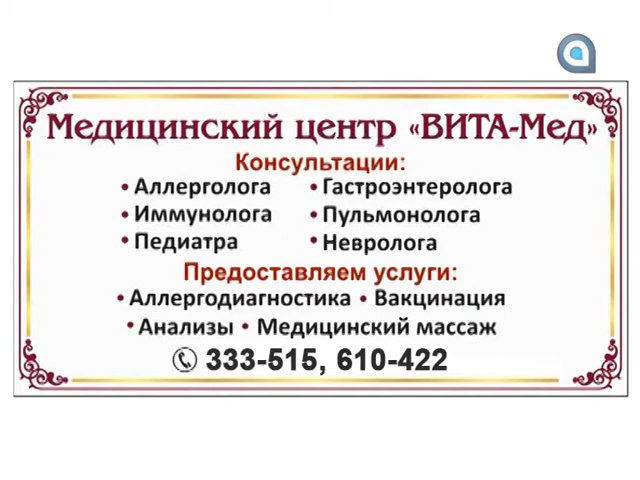 Медицинский центр «ВИТА-Мед»
Консультации:
• Аллерголога • Гастроэнтеролога
• Иммунолога • Пульмонолога
• Педиатра • Невролога
Предоставляем услуги:
• Аллергодиагностика • Вакцинация
• Анализы • Медицинский массаж
333-515, 610-422